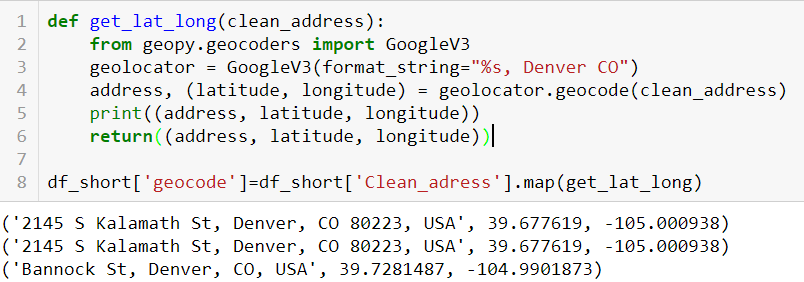 1 def get_lat_long(clean_address):
2     from geopy.geocoders import GoogleV3
3     geolocator = GoogleV3(format_string="%s, Denver CO")
4     address, (latitude, longitude) = geolocator.geocode(clean_address)
5     print((address, latitude, longitude))
6     return((address, latitude, longitude))
7
8 df_short['geocode']=df_short['Clean_adress'].map(get_lat_long)
('2145 S Kalamath St, Denver, CO 80223, USA', 39.677619, -105.000938)
('2145 S Kalamath St, Denver, CO 80223, USA', 39.677619, -105.000938)
('Bannock St, Denver, CO, USA', 39.7281487, -104.9901873)